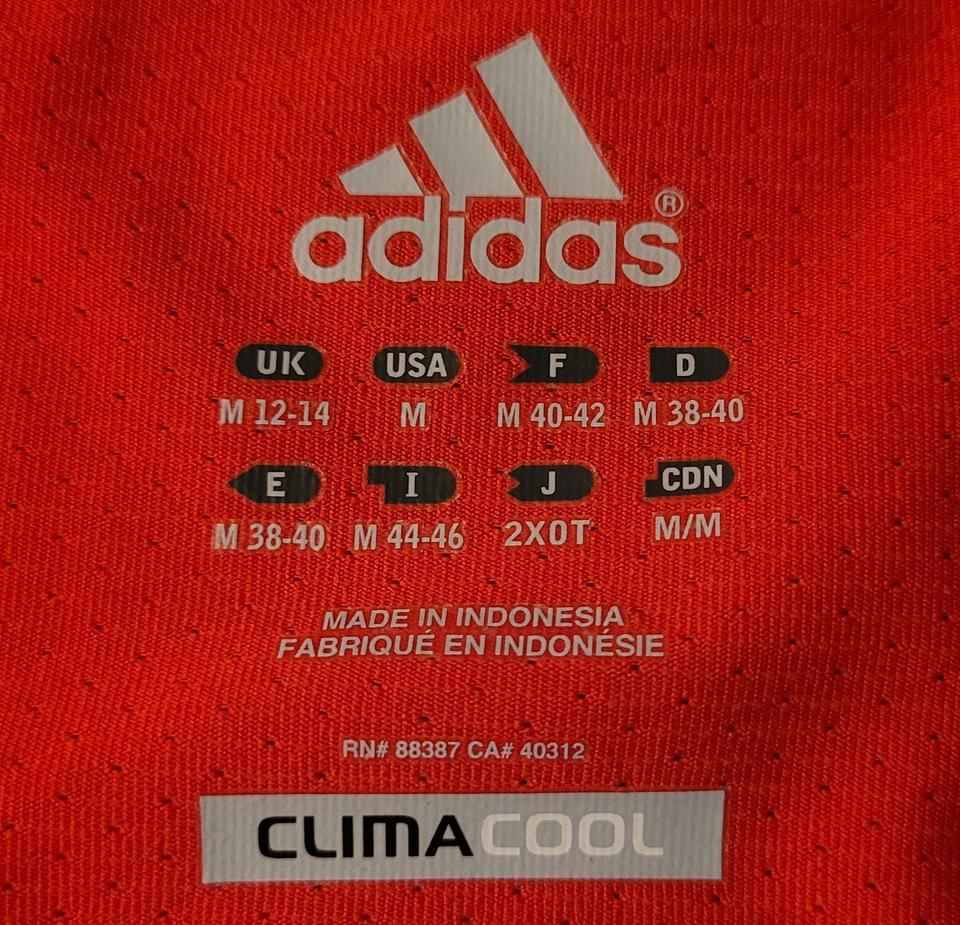 adidas®
UK USA F D
M 12-14 M M 40-42 M 38-40
E I J CDN
M 38-40 M 44-46 2XOT M/M
MADE IN INDONESIA
FABRIQUÉ EN INDONÉSIE
RN# 88387 CA# 40312
CLIMACOOL